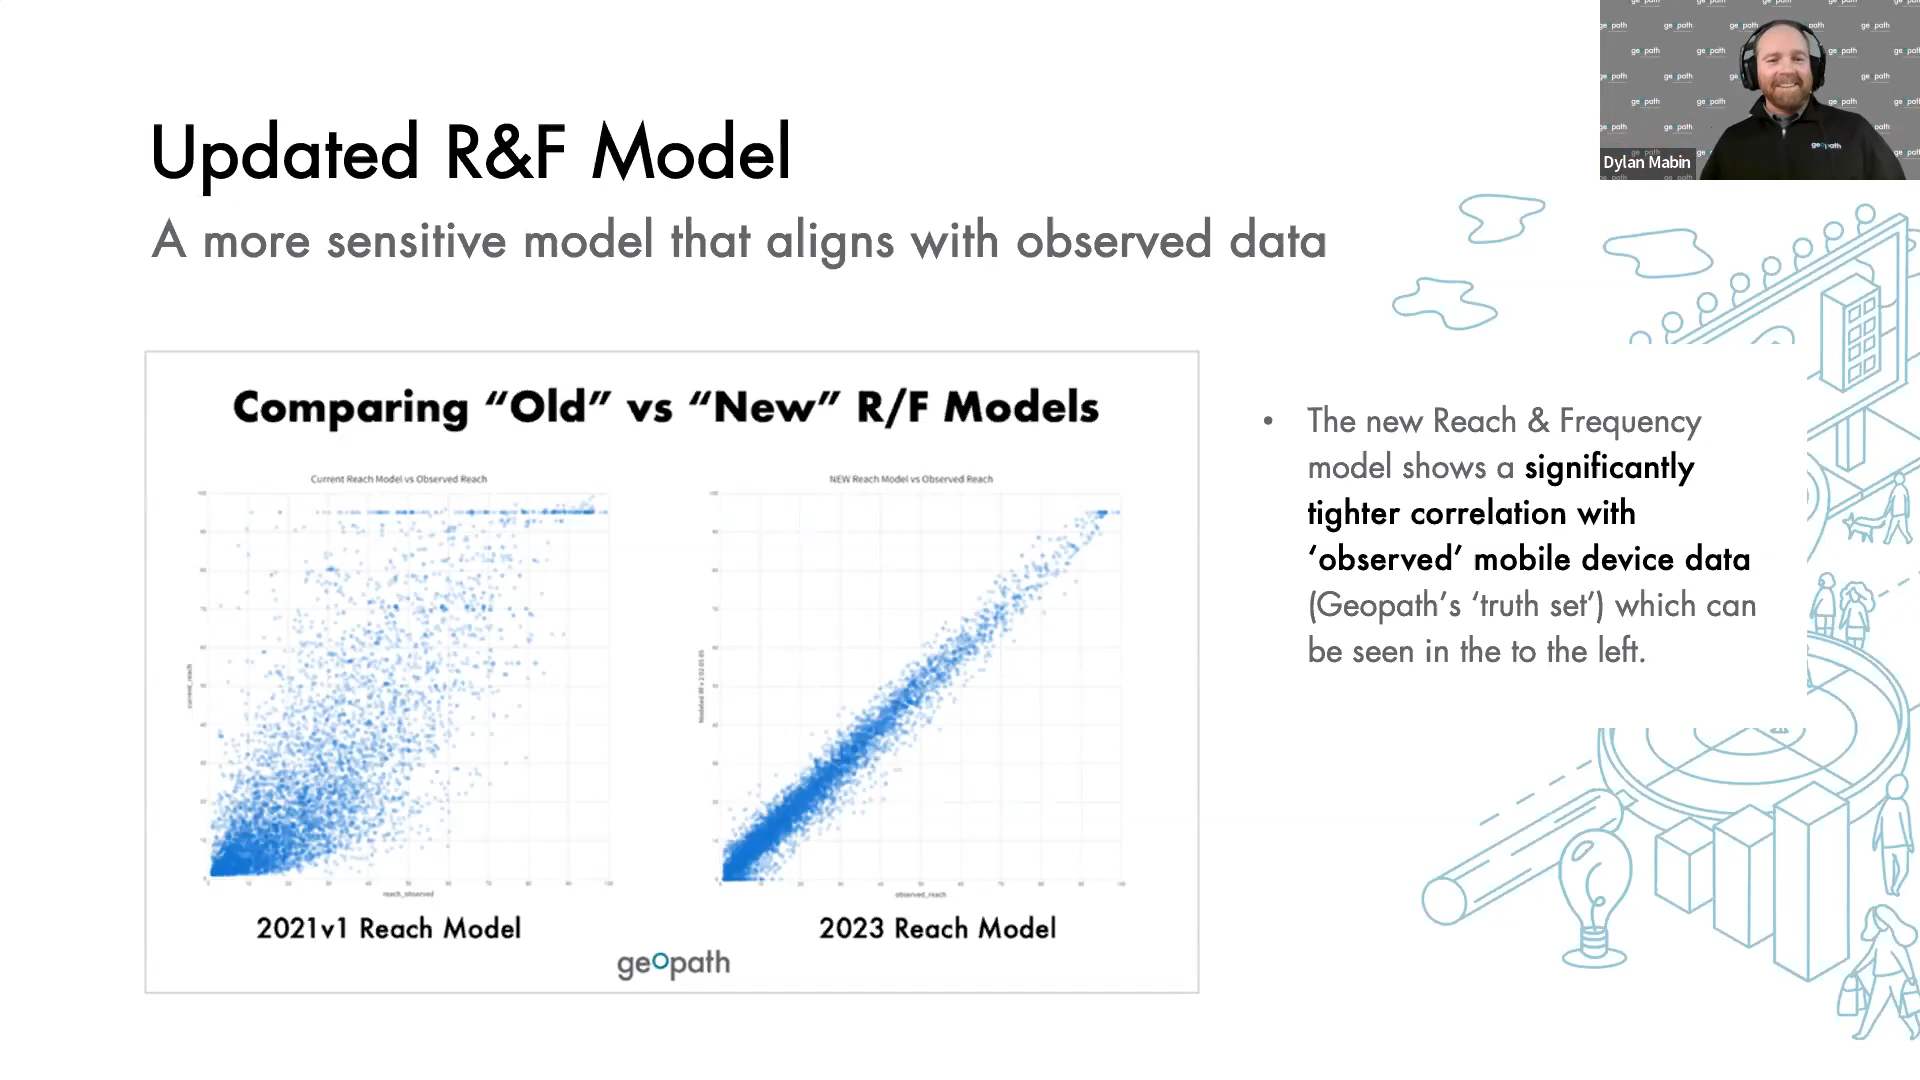 Updated R&F Model
A more sensitive model that aligns with observed data
Dylan Mabin
Comparing “Old” vs “New” R/F Models
Current Reach Model vs Observed Reach
NEW Reach Model vs Observed Reach
current_reach
reach_observed
observed_reach
2021v1 Reach Model
2023 Reach Model
geopath
• The new Reach & Frequency
model shows a significantly
tighter correlation with
‘observed’ mobile device data
(Geopath’s ‘truth set’) which can
be seen in the to the left.
geopath